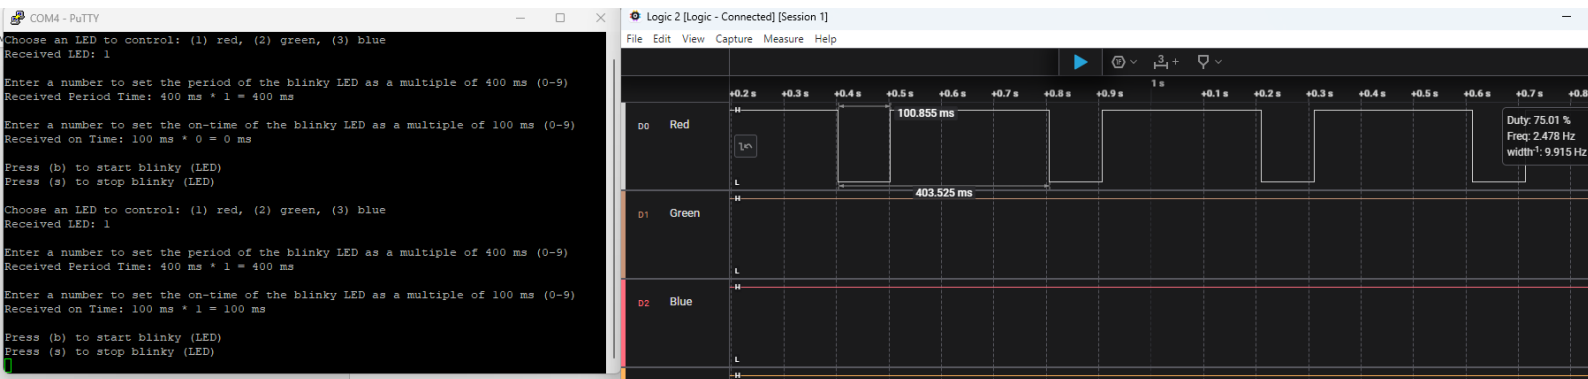 COM4 - PuTTY
Choose an LED to control: (1) red, (2) green, (3) blue
Received LED: 1
Enter a number to set the period of the blinky LED as a multiple of 400 ms (0-9)
Received Period Time: 400 ms * 1 = 400 ms
Enter a number to set the on-time of the blinky LED as a multiple of 100 ms (0-9)
Received on Time: 100 ms * 0 = 0 ms
Press (b) to start blinky (LED)
Press (s) to stop blinky (LED)
Choose an LED to control: (1) red, (2) green, (3) blue
Received LED: 1
Enter a number to set the period of the blinky LED as a multiple of 400 ms (0-9)
Received Period Time: 400 ms * 1 = 400 ms
Enter a number to set the on-time of the blinky LED as a multiple of 100 ms (0-9)
Received on Time: 100 ms * 1 = 100 ms
Press (b) to start blinky (LED)
Press (s) to stop blinky (LED)
Logic 2 [Logic - Connected] [Session 1]
File Edit View Capture Measure Help
1 s
+0.2 s +0.3 s +0.4 s +0.5 s +0.6 s +0.7 s +0.8 s +0.9 s +0.1 s +0.2 s +0.3 s +0.4 s +0.5 s +0.6 s +0.7 s +0.8
H
100.855 ms
D0 Red
Duty: 75.01 %
Freq: 2.478 Hz
width-1: 9.915 Hz
L
403.525 ms
H
D1 Green
L
H
D2 Blue
L
H